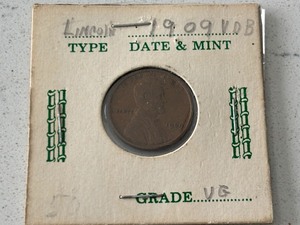 Lincoln — 1909 VDB
TYPE DATE & MINT
GRADE.............. VG